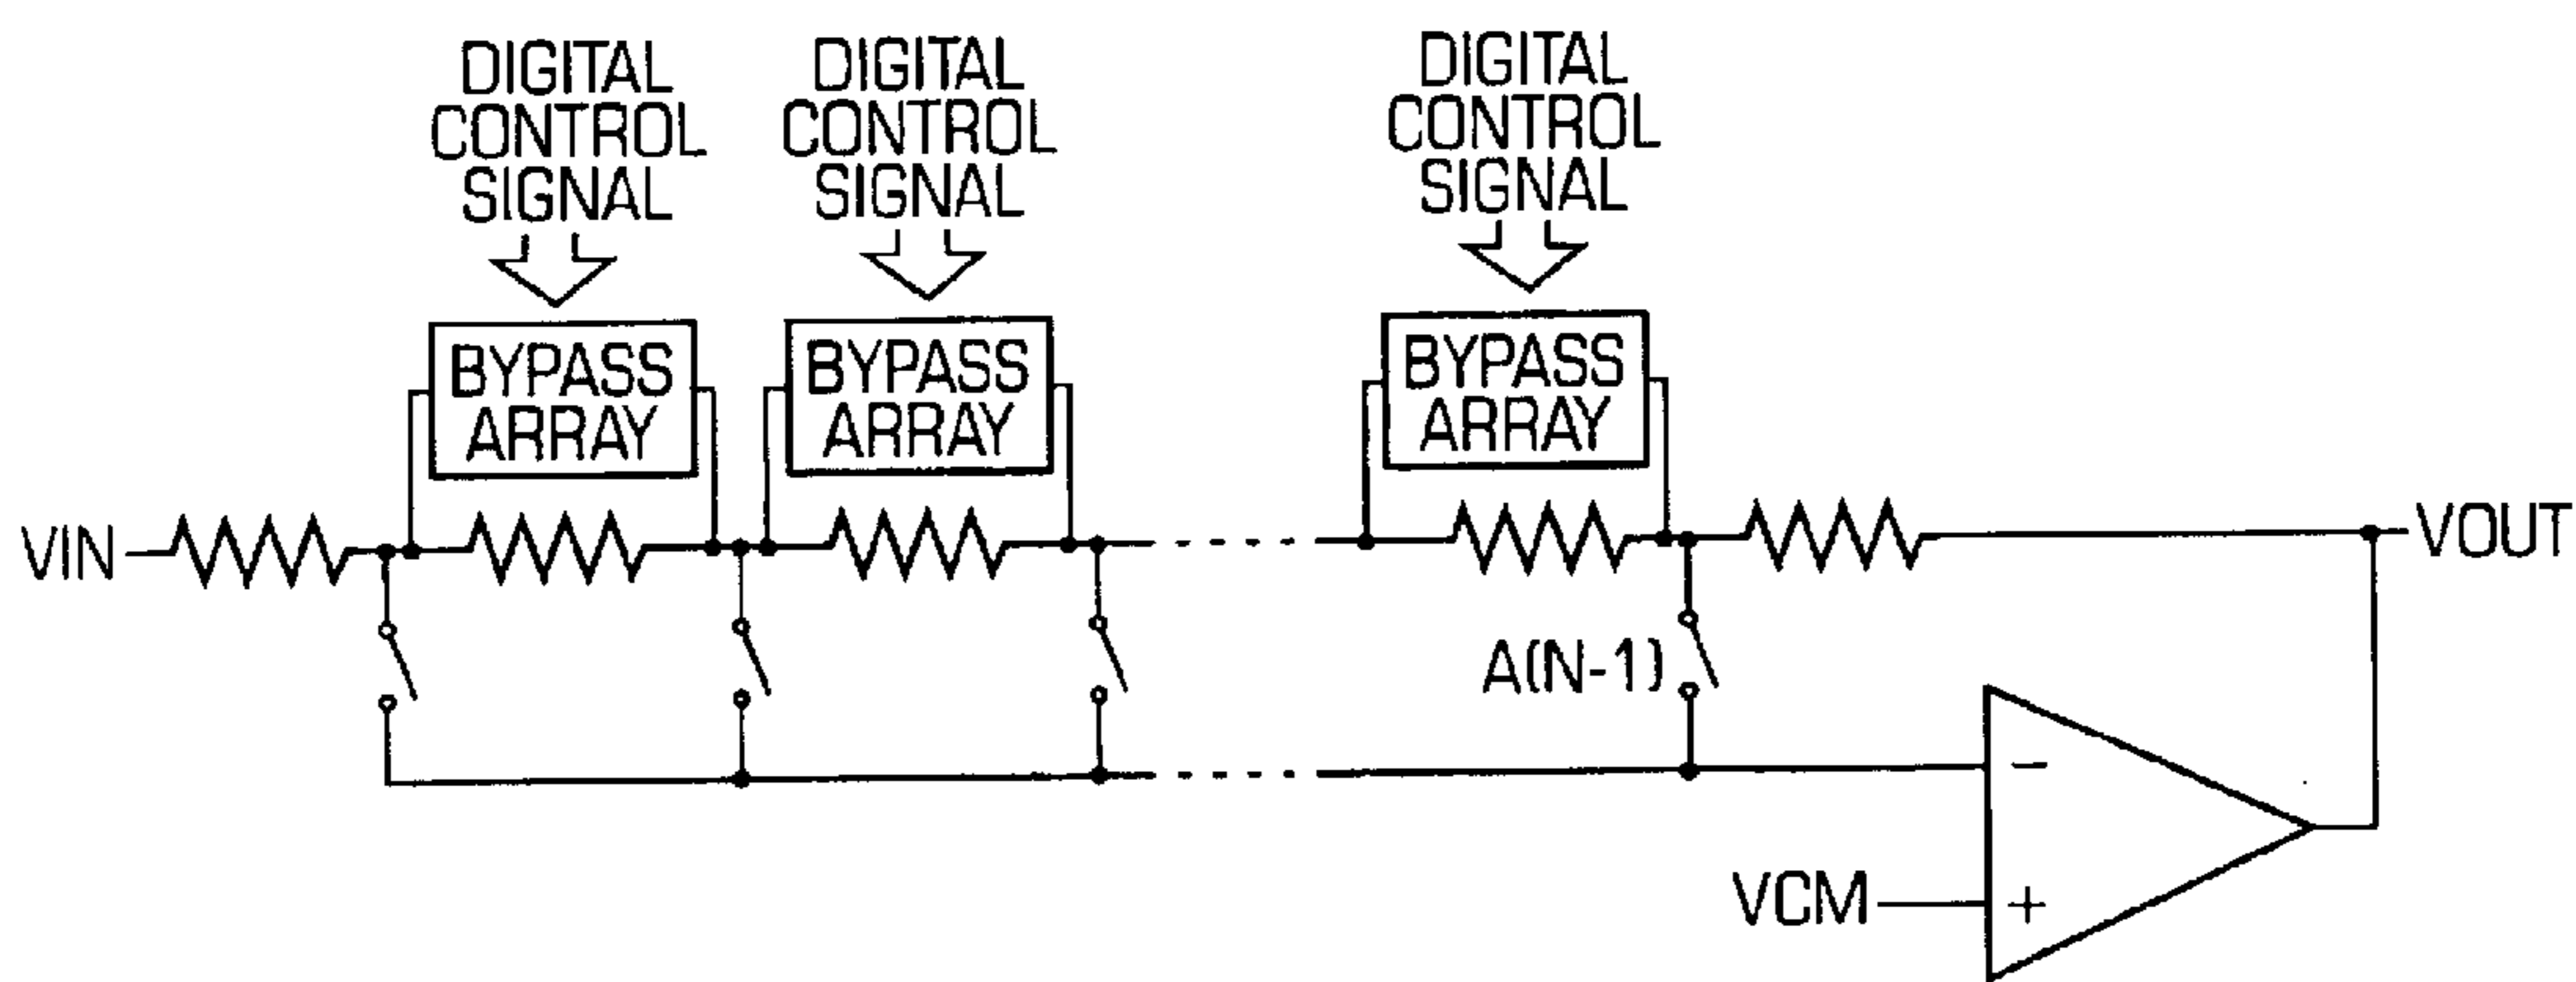 DIGITAL
CONTROL
SIGNAL
DIGITAL
CONTROL
SIGNAL
DIGITAL
CONTROL
SIGNAL
BYPASS
ARRAY
BYPASS
ARRAY
BYPASS
ARRAY
VIN
VOUT
A(N-1)
−
VCM
+